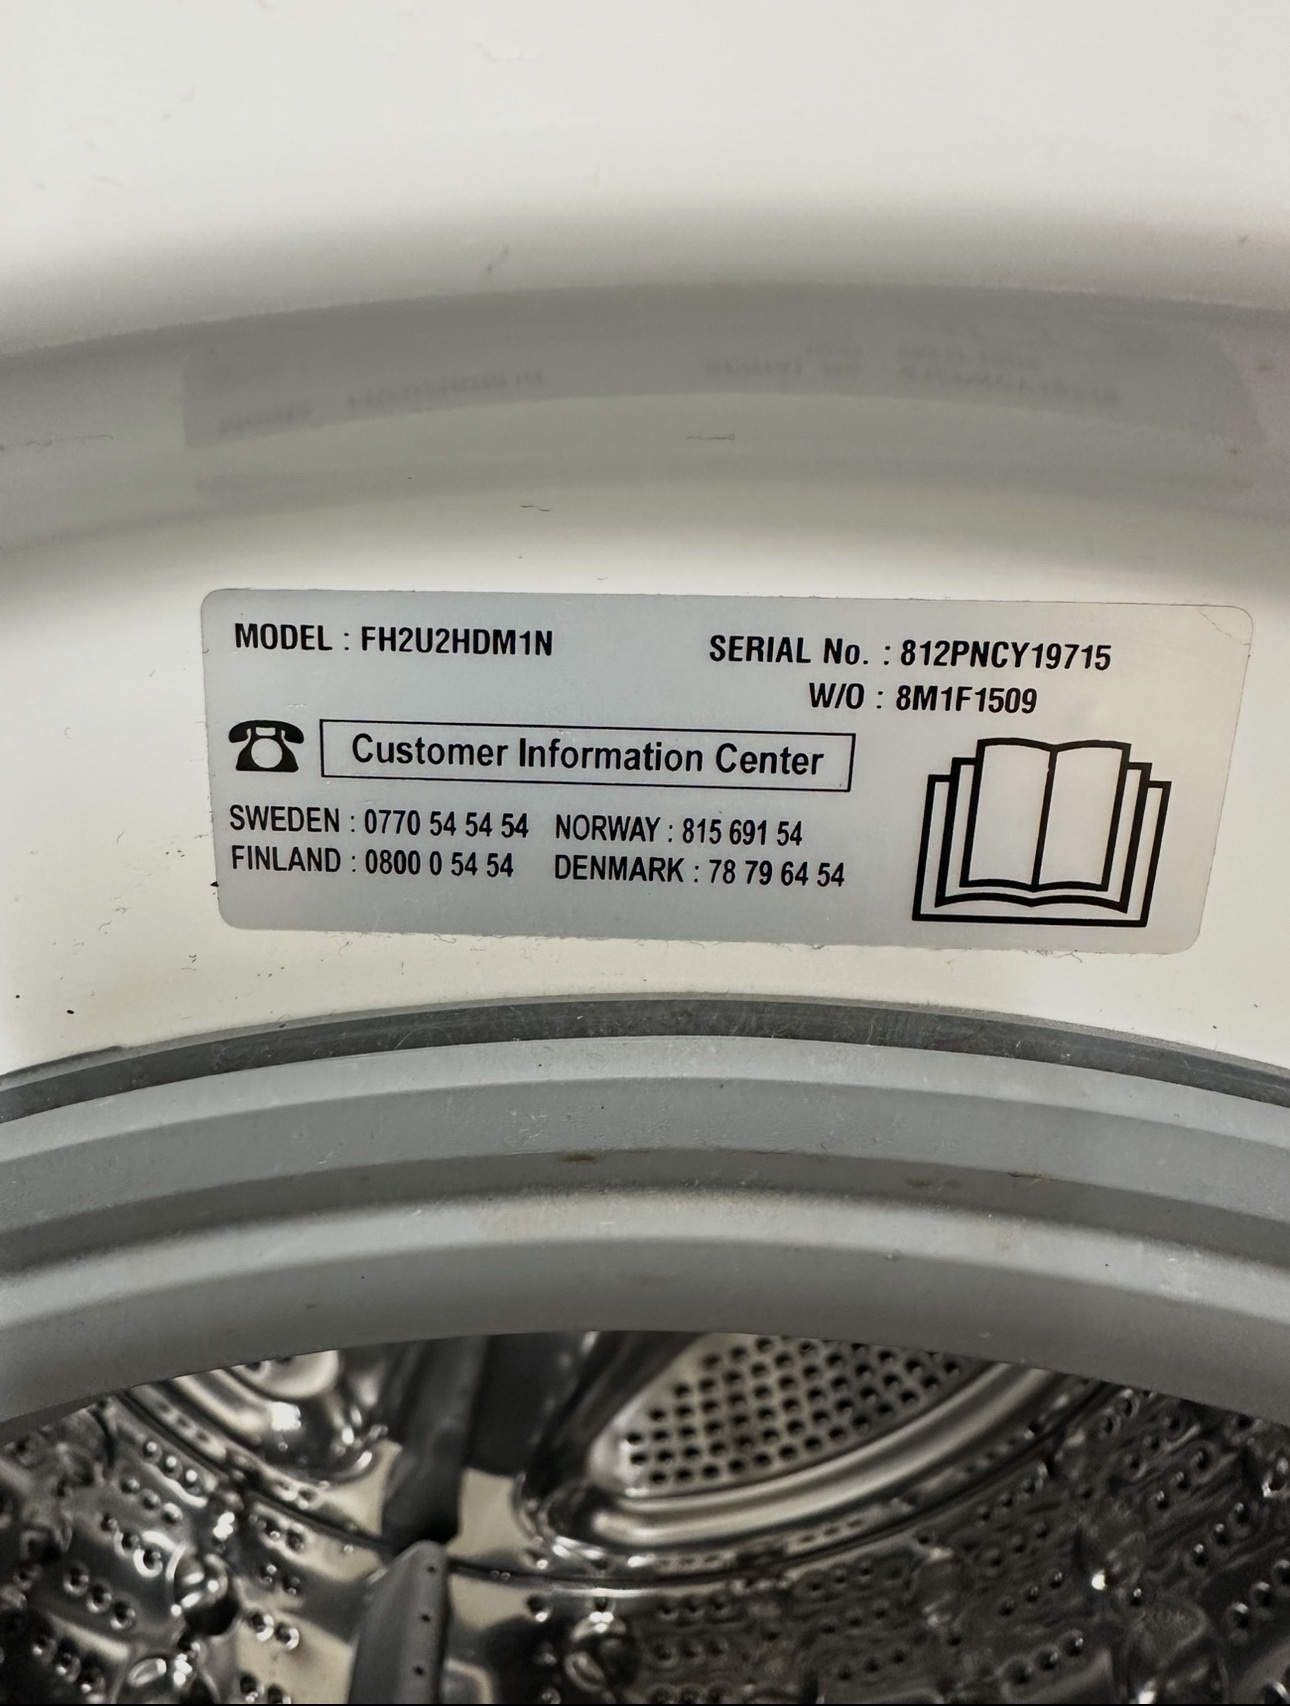 MODEL : FH2U2HDM1N
SERIAL No. : 812PNCY19715
W/O : 8M1F1509
Customer Information Center
SWEDEN : 0770 54 54 54 NORWAY : 815 691 54
FINLAND : 0800 0 54 54 DENMARK : 78 79 64 54